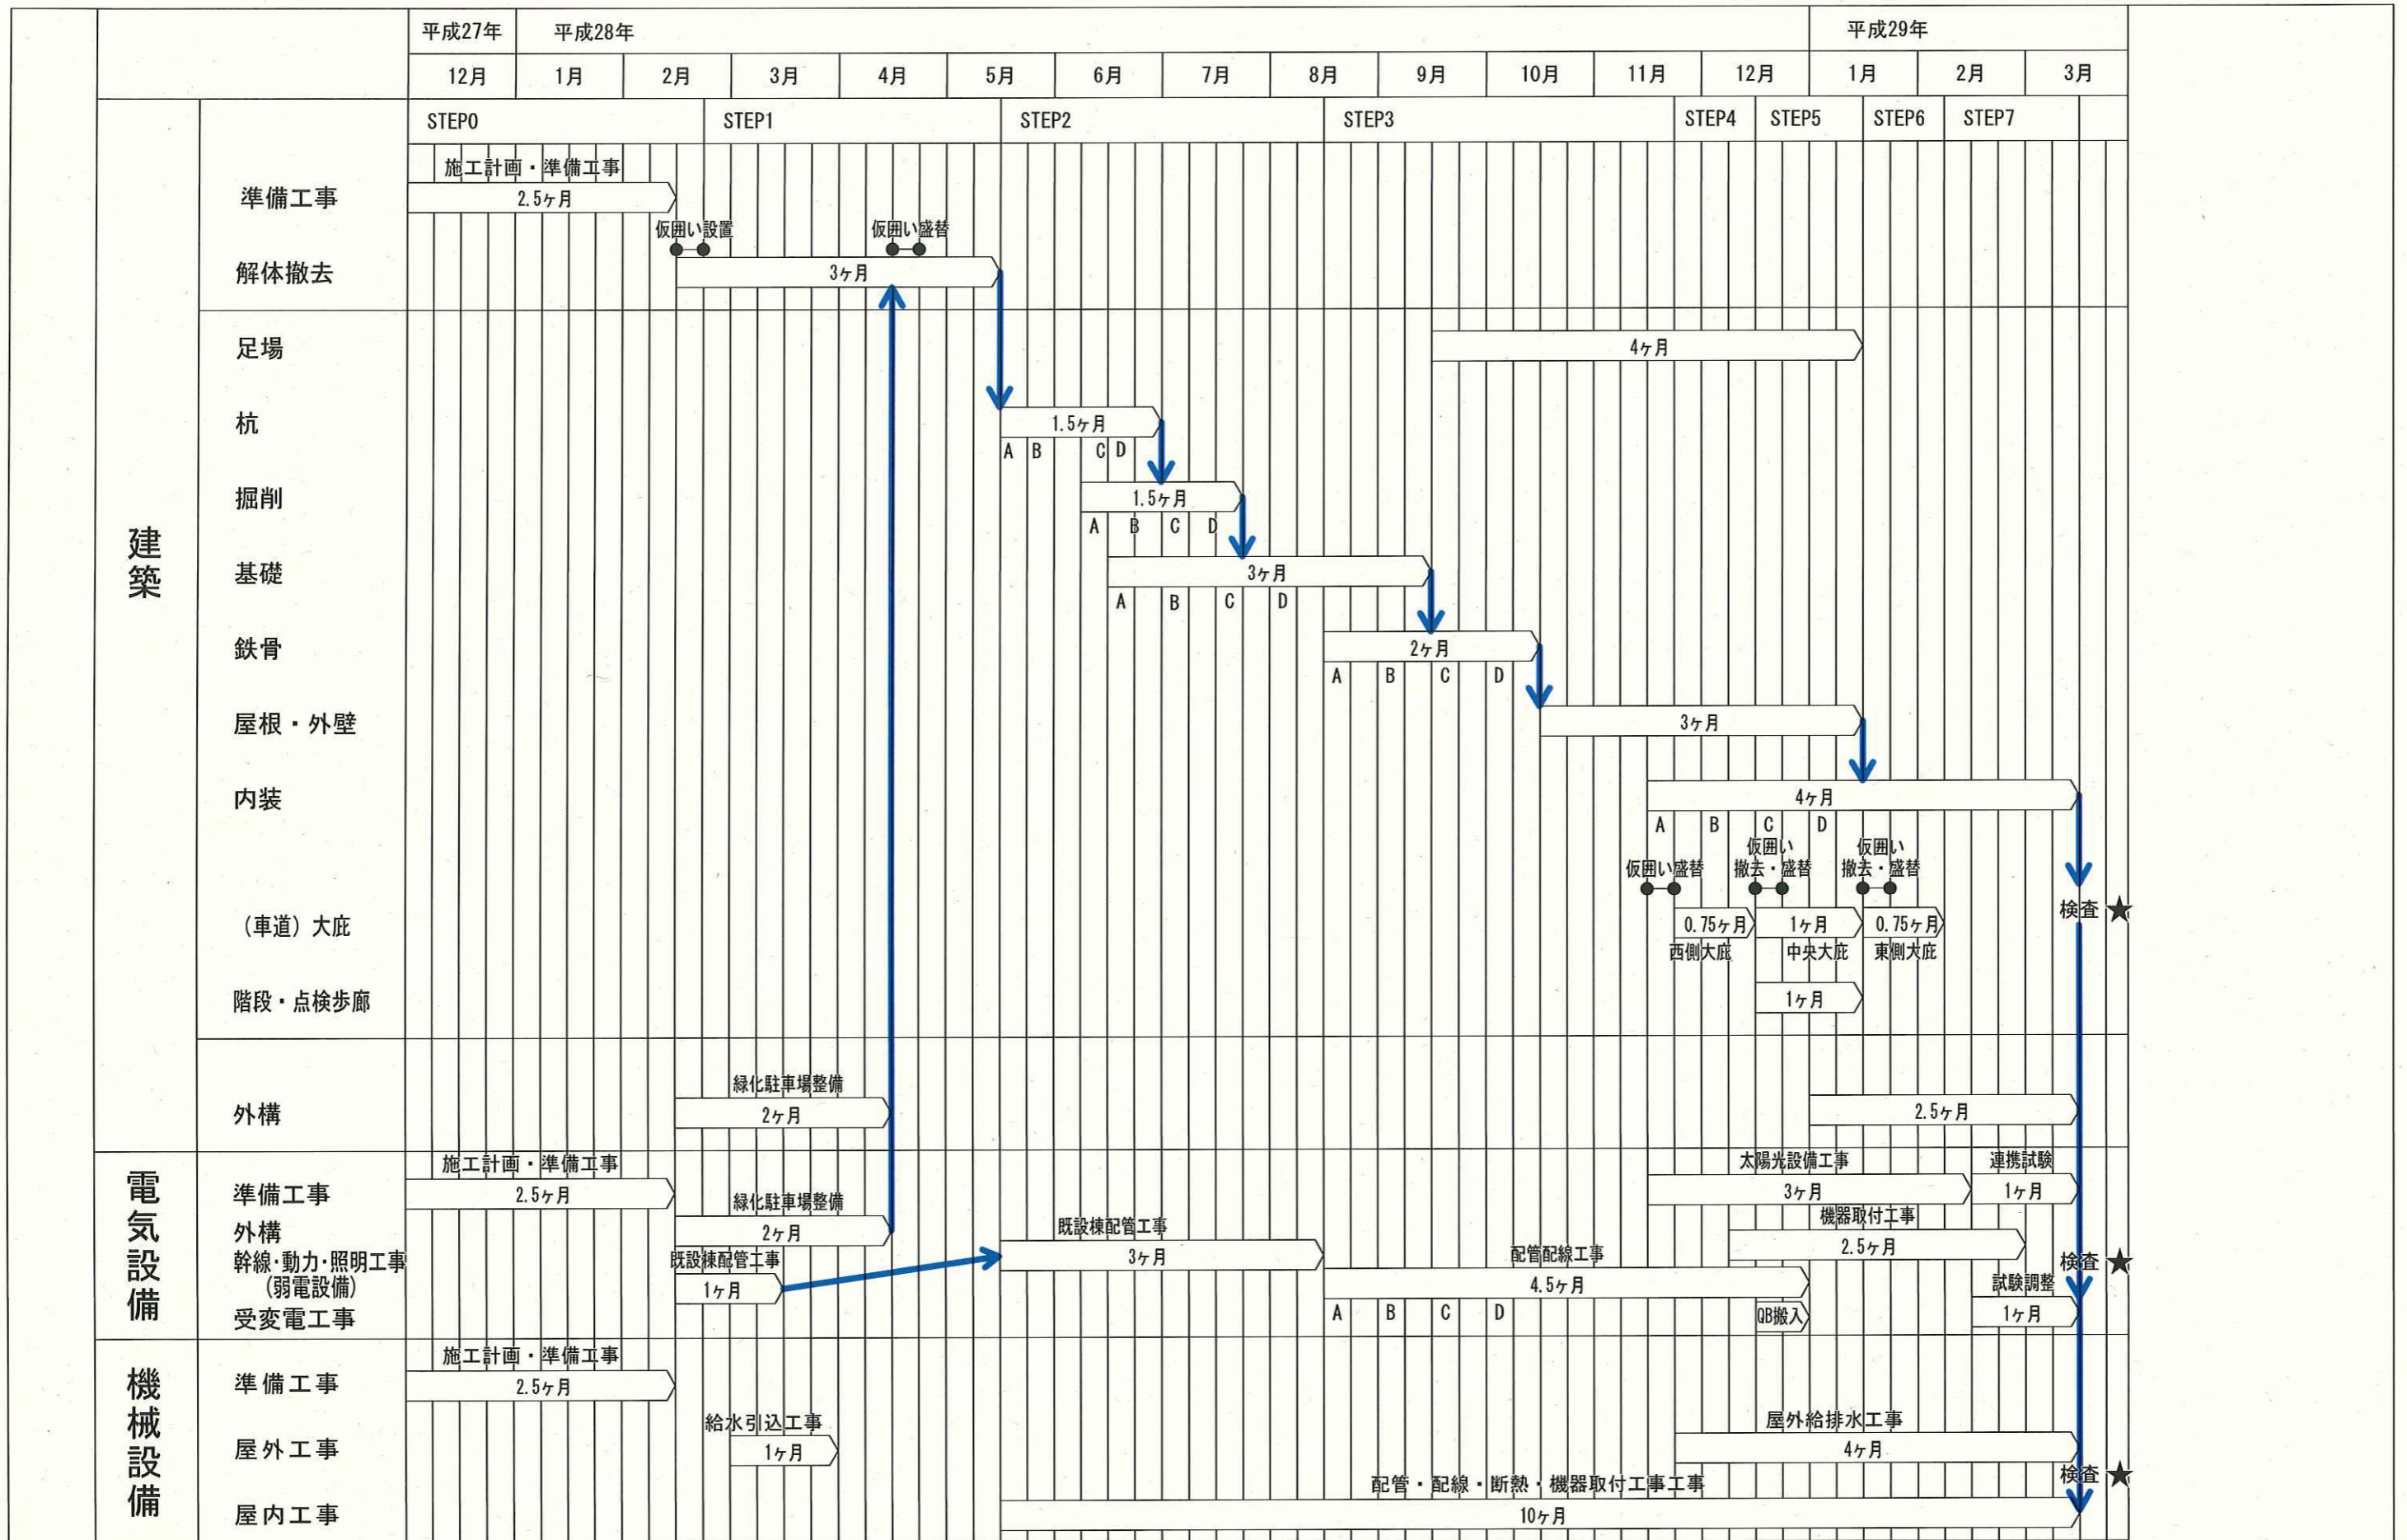 平成27年 平成28年 平成29年
12月 1月 2月 3月 4月 5月 6月 7月 8月 9月 10月 11月 12月 1月 2月 3月
STEP0 STEP1 STEP2 STEP3 STEP4 STEP5 STEP6 STEP7
建築
施工計画・準備工事
準備工事 2.5ヶ月
仮囲い設置 仮囲い盛替
解体撤去 3ヶ月
足場 4ヶ月
杭 1.5ヶ月
A B C D
掘削 1.5ヶ月
A B C D
基礎 3ヶ月
A B C D
鉄骨 2ヶ月
A B C D
屋根・外壁 3ヶ月
内装 4ヶ月
A B C D
仮囲い盛替 仮囲い撤去・盛替 仮囲い撤去・盛替
検査 ★
(車道)大庇 0.75ヶ月 1ヶ月 0.75ヶ月
西側大庇 中央大庇 東側大庇
階段・点検歩廊 1ヶ月
緑化駐車場整備
外構 2ヶ月 2.5ヶ月
電気設備
施工計画・準備工事 太陽光設備工事 連携試験
準備工事 2.5ヶ月 3ヶ月 1ヶ月
緑化駐車場整備 機器取付工事
外構 2ヶ月 2.5ヶ月
既設棟配管工事 既設棟配管工事 配管配線工事 検査 ★
幹線・動力・照明工事 3ヶ月
(弱電設備) 1ヶ月 4.5ヶ月 試験調整
A B C D
受変電工事 QB搬入 1ヶ月
機械設備
施工計画・準備工事
準備工事 2.5ヶ月
給水引込工事 屋外給排水工事
屋外工事 1ヶ月 4ヶ月
配管・配線・断熱・機器取付工事工事 検査 ★
屋内工事 10ヶ月